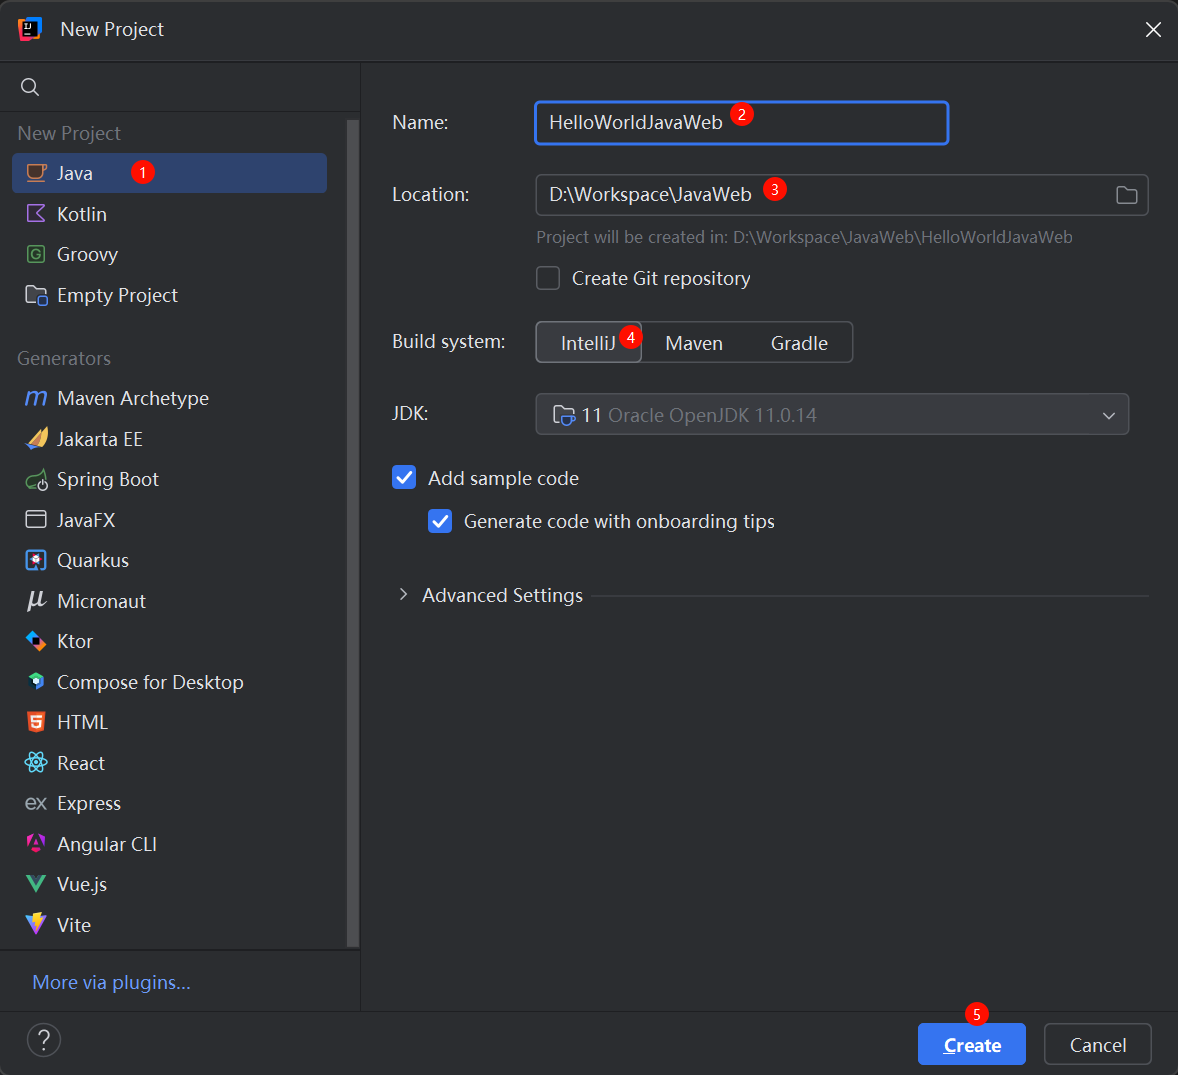 New Project
New Project
Java 1
Kotlin
Groovy
Empty Project
Generators
Maven Archetype
Jakarta EE
Spring Boot
JavaFX
Quarkus
Micronaut
Ktor
Compose for Desktop
HTML
React
ex Express
Angular CLI
Vue.js
Vite
More via plugins...
Name: HelloWorldJavaWeb 2
Location: D:\Workspace\JavaWeb 3
Project will be created in: D:\Workspace\JavaWeb\HelloWorldJavaWeb
Create Git repository
Build system: IntelliJ 4 Maven Gradle
JDK: 11 Oracle OpenJDK 11.0.14
Add sample code
Generate code with onboarding tips
Advanced Settings
?
5
Create Cancel